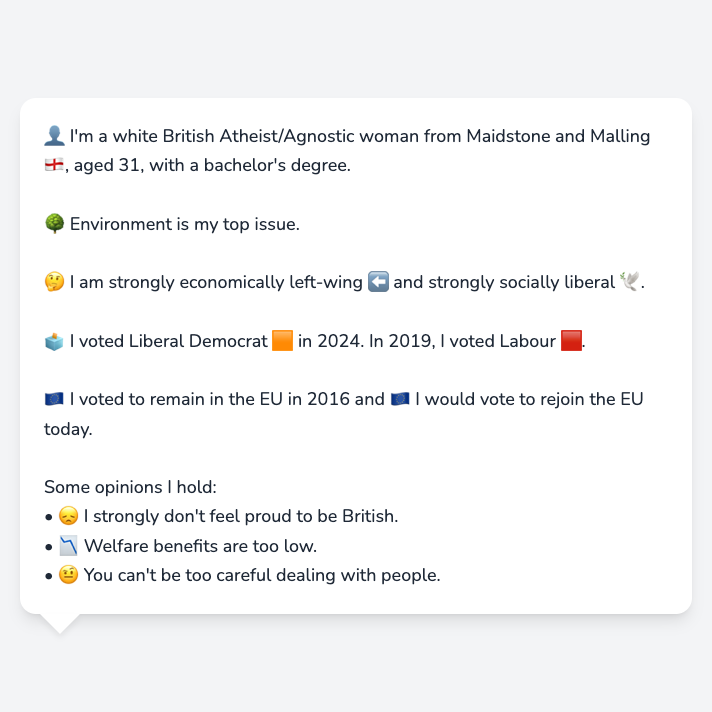 👤 I'm a white British Atheist/Agnostic woman from Maidstone and Malling
🏴󠁧󠁢󠁥󠁮󠁧󠁿, aged 31, with a bachelor's degree.
🌳 Environment is my top issue.
🤔 I am strongly economically left-wing ⬅️ and strongly socially liberal 🕊️.
🗳️ I voted Liberal Democrat 🟧 in 2024. In 2019, I voted Labour 🟥.
🇪🇺 I voted to remain in the EU in 2016 and 🇪🇺 I would vote to rejoin the EU
today.
Some opinions I hold:
• 😞 I strongly don't feel proud to be British.
• 📉 Welfare benefits are too low.
• 🤨 You can't be too careful dealing with people.